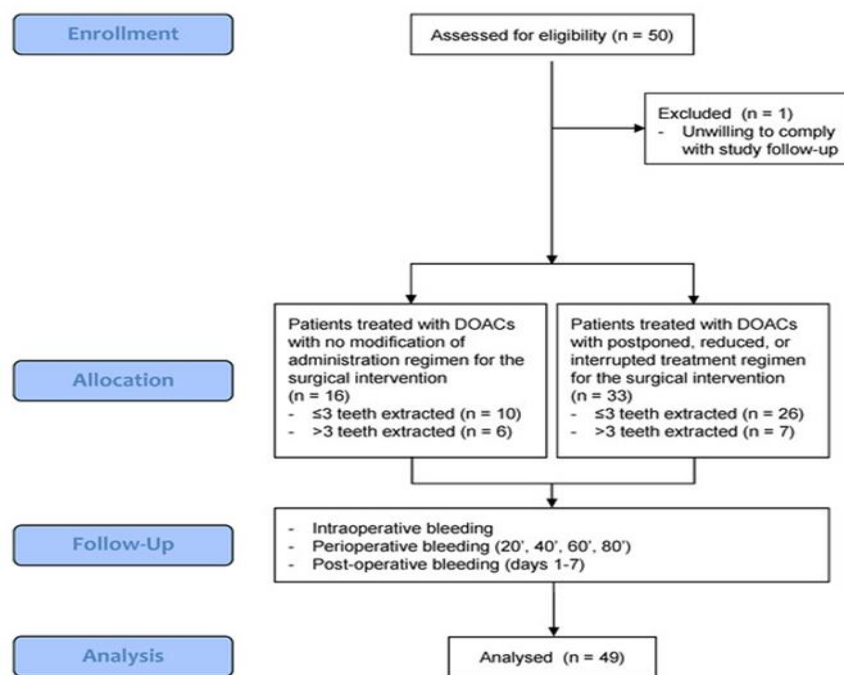 Enrollment
Assessed for eligibility (n = 50)
Excluded (n = 1)
- Unwilling to comply
with study follow-up
Allocation
Patients treated with DOACs
with no modification of
administration regimen for the
surgical intervention
(n = 16)
- ≤3 teeth extracted (n = 10)
- >3 teeth extracted (n = 6)
Patients treated with DOACs
with postponed, reduced, or
interrupted treatment regimen
for the surgical intervention
(n = 33)
- ≤3 teeth extracted (n = 26)
- >3 teeth extracted (n = 7)
Follow-Up
- Intraoperative bleeding
- Perioperative bleeding (20', 40', 60', 80')
- Post-operative bleeding (days 1-7)
Analysis
Analysed (n = 49)